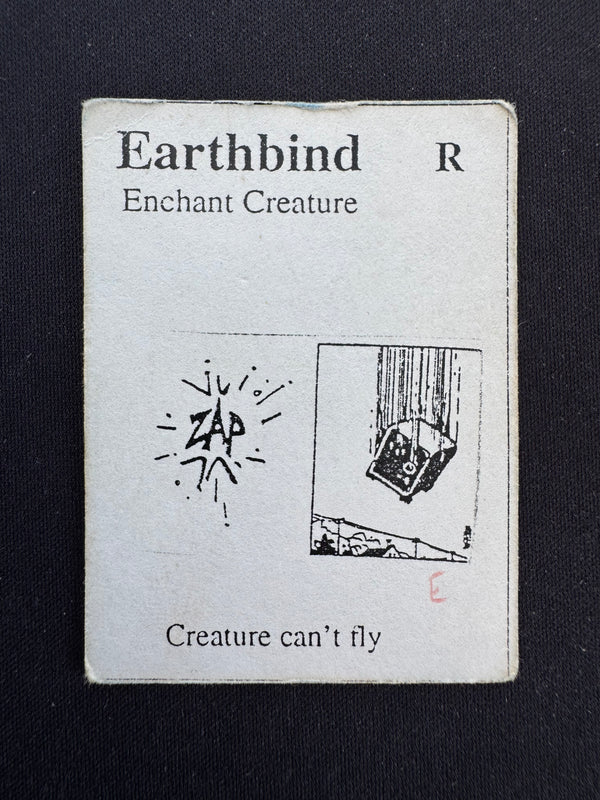 Earthbind R
Enchant Creature
ZAP
E
Creature can't fly